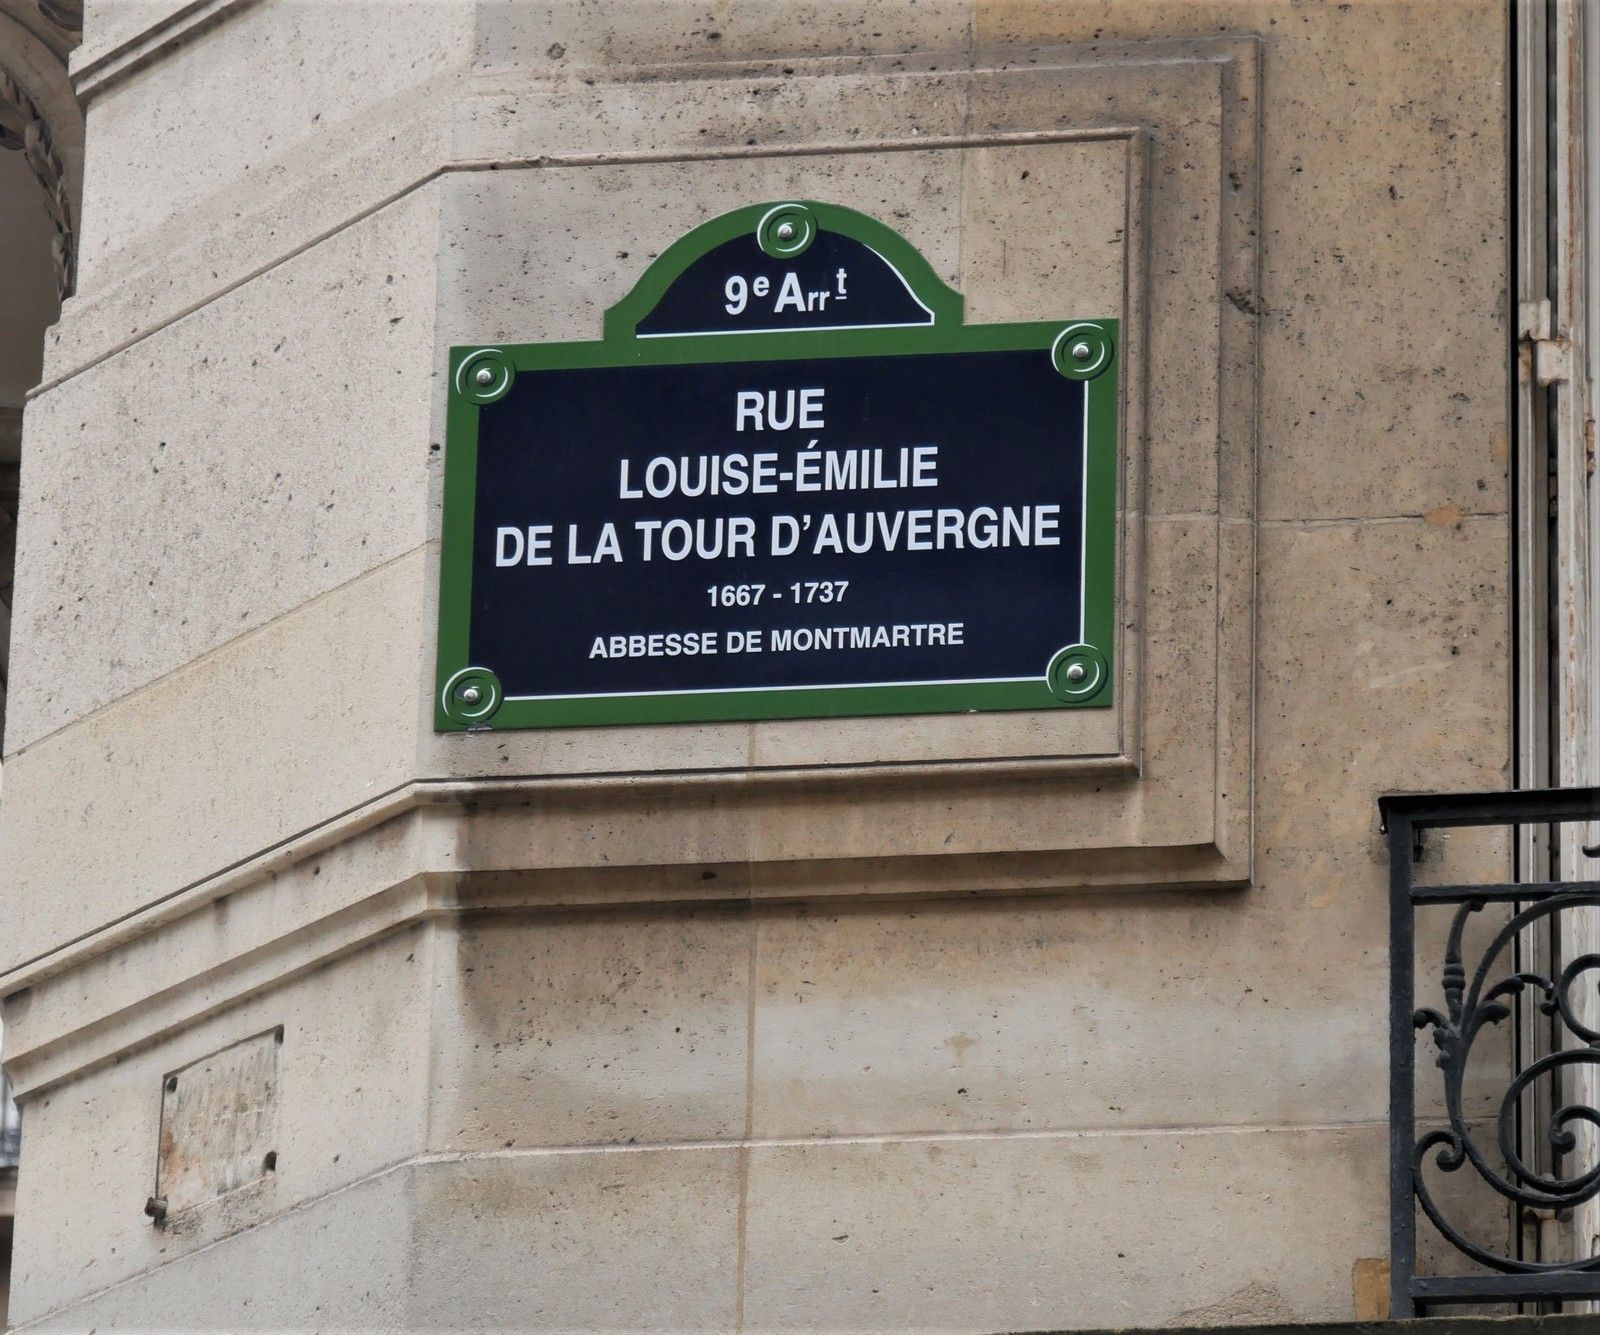 9e Arrt
RUE
LOUISE-ÉMILIE
DE LA TOUR D'AUVERGNE
1667 - 1737
ABBESSE DE MONTMARTRE